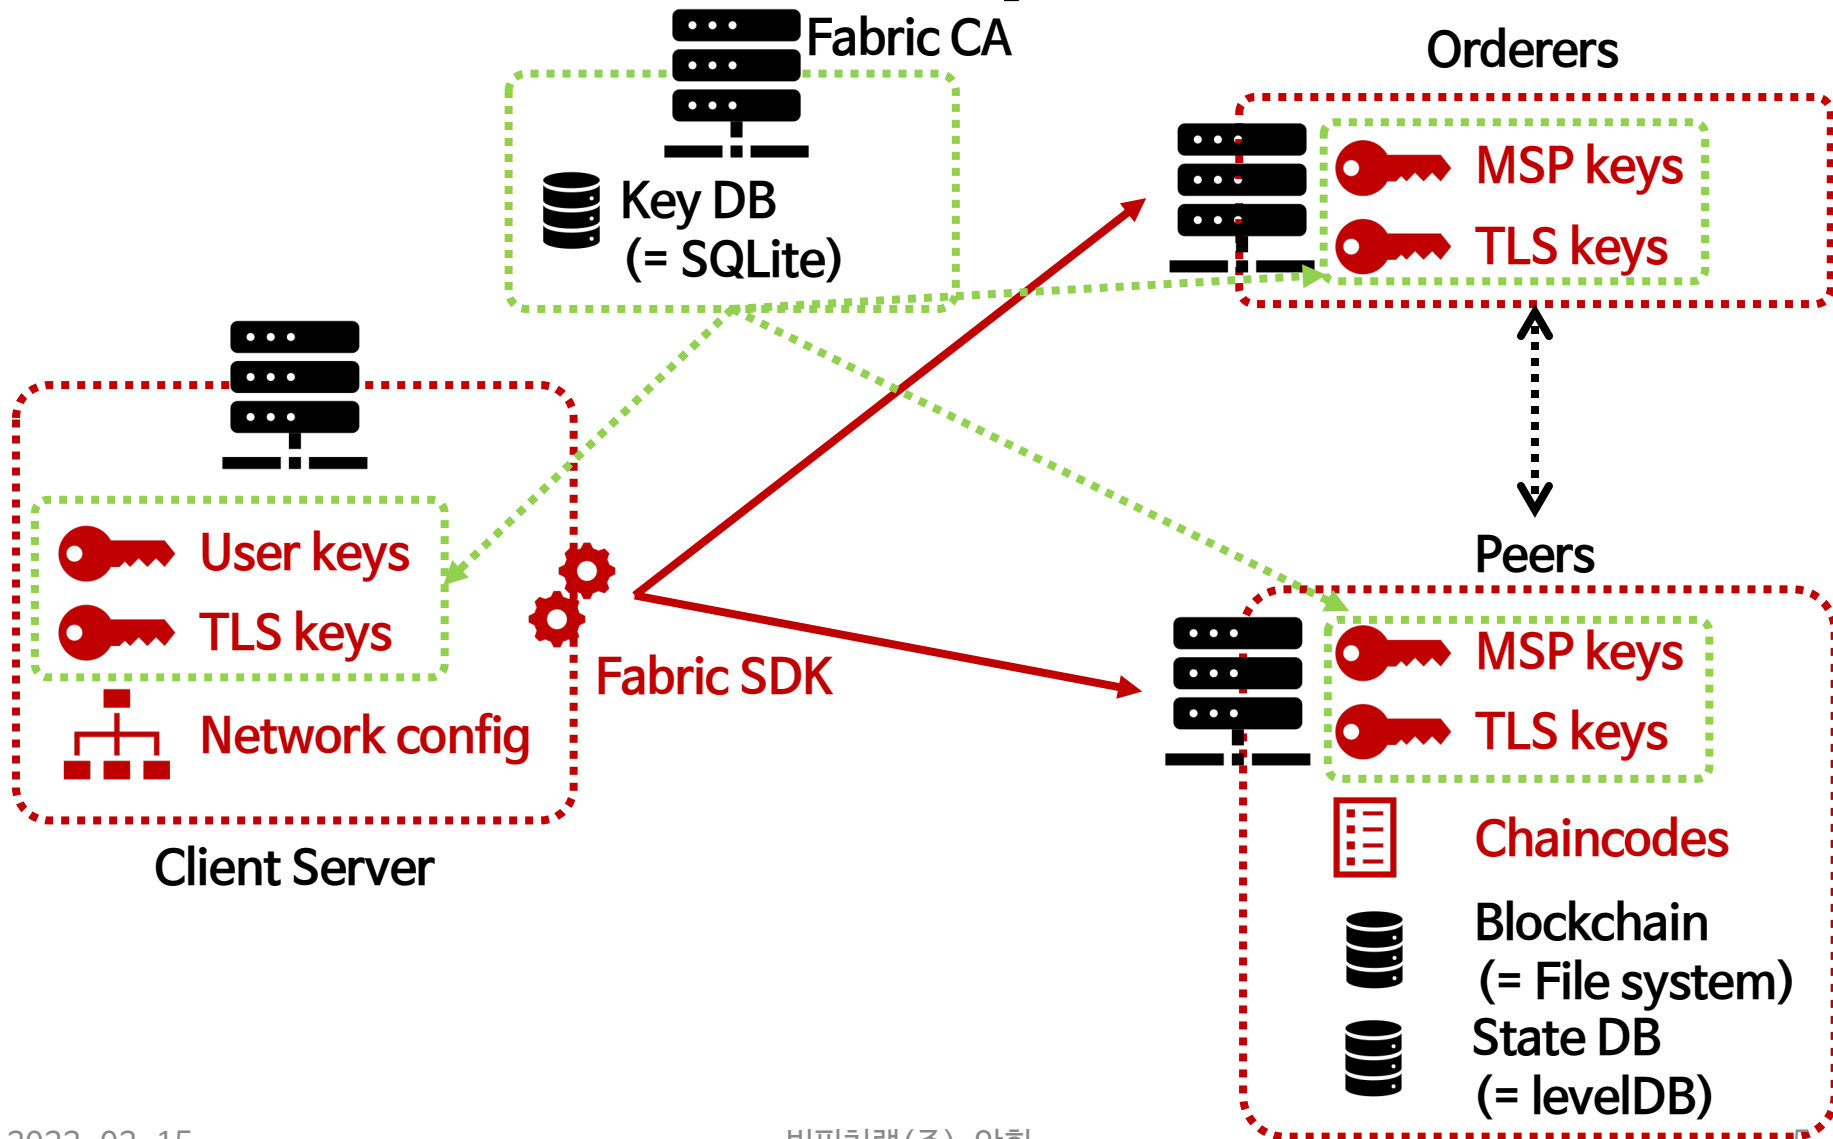 Fabric CA
Key DB
(= SQLite)
Orderers
MSP keys
TLS keys
User keys
TLS keys
Network config
Fabric SDK
Client Server
Peers
MSP keys
TLS keys
Chaincodes
Blockchain
(= File system)
State DB
(= levelDB)